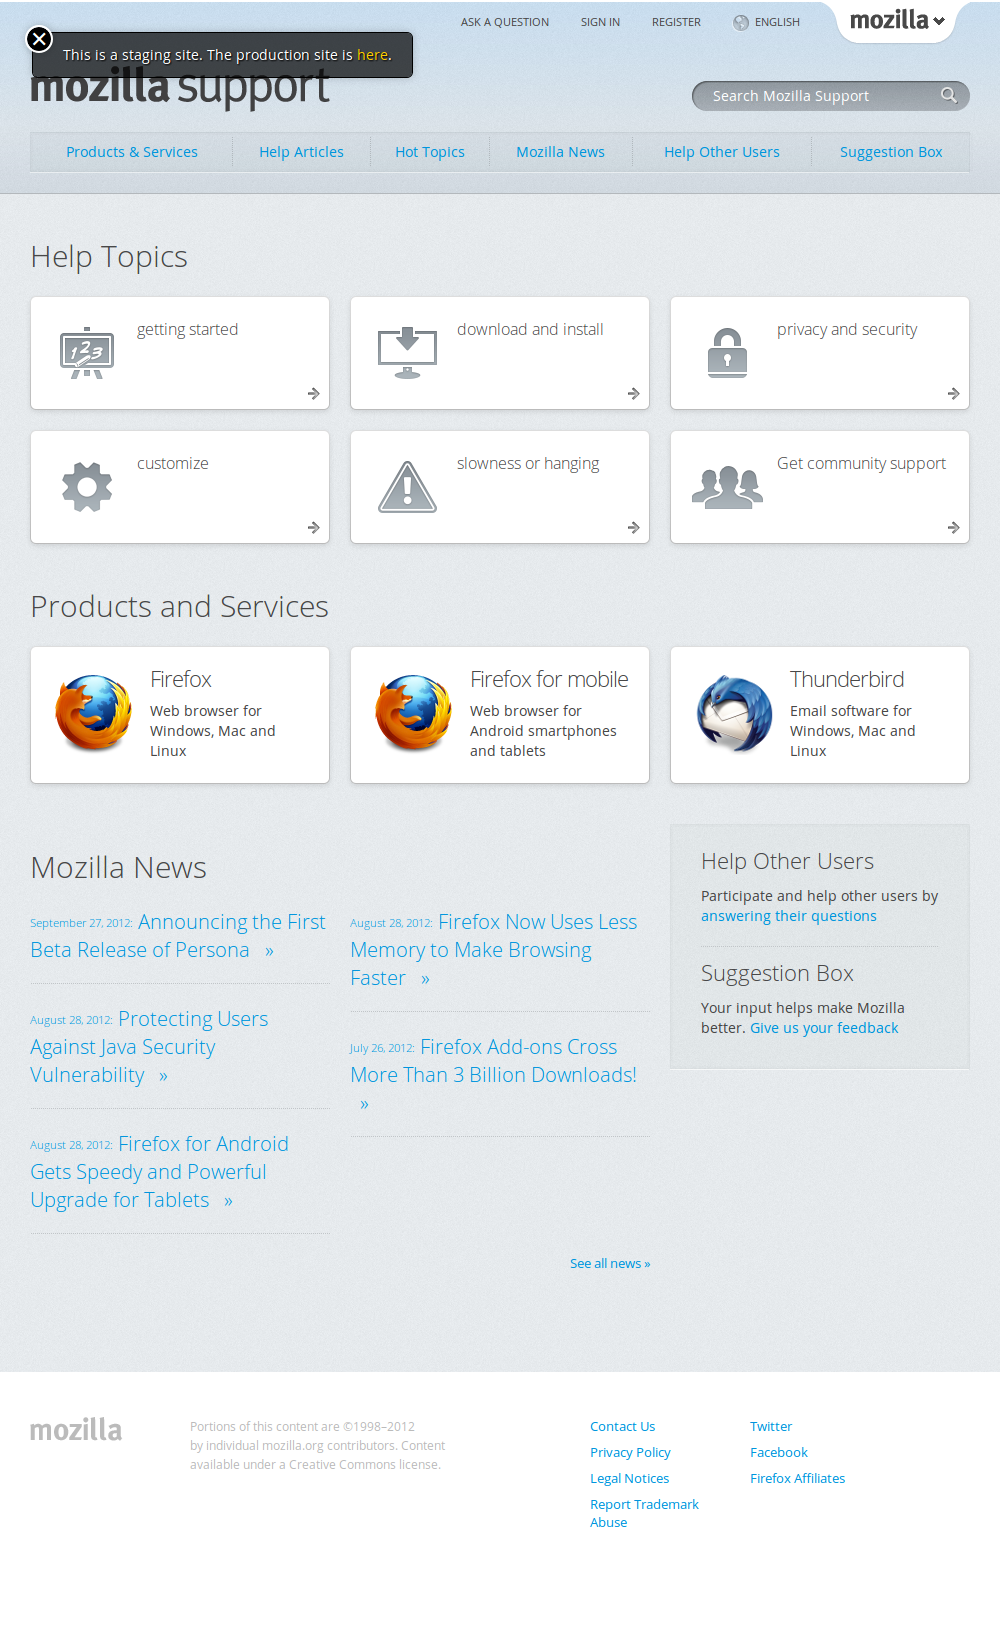 ASK A QUESTION SIGN IN REGISTER ENGLISH mozilla
This is a staging site. The production site is here.
mozilla support
Search Mozilla Support
Products & Services Help Articles Hot Topics Mozilla News Help Other Users Suggestion Box
Help Topics
getting started download and install privacy and security
123
customize slowness or hanging Get community support
Products and Services
Firefox
Web browser for
Windows, Mac and
Linux
Firefox for mobile
Web browser for
Android smartphones
and tablets
Thunderbird
Email software for
Windows, Mac and
Linux
Mozilla News
September 27, 2012: Announcing the First
Beta Release of Persona »
August 28, 2012: Protecting Users
Against Java Security
Vulnerability »
August 28, 2012: Firefox for Android
Gets Speedy and Powerful
Upgrade for Tablets »
August 28, 2012: Firefox Now Uses Less
Memory to Make Browsing
Faster »
July 26, 2012: Firefox Add-ons Cross
More Than 3 Billion Downloads!
»
See all news »
Help Other Users
Participate and help other users by
answering their questions
Suggestion Box
Your input helps make Mozilla
better. Give us your feedback
mozilla
Portions of this content are ©1998–2012
by individual mozilla.org contributors. Content
available under a Creative Commons license.
Contact Us
Privacy Policy
Legal Notices
Report Trademark
Abuse
Twitter
Facebook
Firefox Affiliates